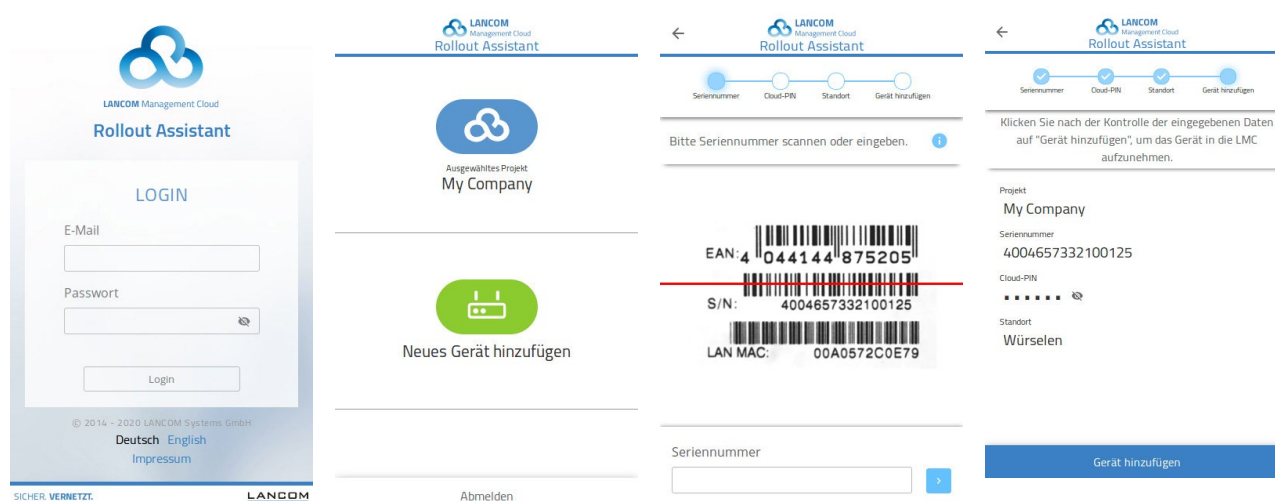 LANCOM Management Cloud
Rollout Assistant
LOGIN
E-Mail
Passwort
Login
© 2014 - 2020 LANCOM Systems GmbH
Deutsch English
Impressum
SICHER. VERNETZT.
LANCOM
LANCOM
Management Cloud
Rollout Assistant
Ausgewähltes Projekt
My Company
Neues Gerät hinzufügen
Abmelden
LANCOM
Management Cloud
Rollout Assistant
Seriennummer Cloud-PIN Standort Gerät hinzufügen
Bitte Seriennummer scannen oder eingeben.
EAN: 4 044144 875205
S/N: 4004657332100125
LAN MAC: 00A0572C0E79
Seriennummer
LANCOM
Management Cloud
Rollout Assistant
Seriennummer Cloud-PIN Standort Gerät hinzufügen
Klicken Sie nach der Kontrolle der eingegebenen Daten
auf "Gerät hinzufügen", um das Gerät in die LMC
aufzunehmen.
Projekt
My Company
Seriennummer
4004657332100125
Cloud-PIN
Standort
Würselen
Gerät hinzufügen